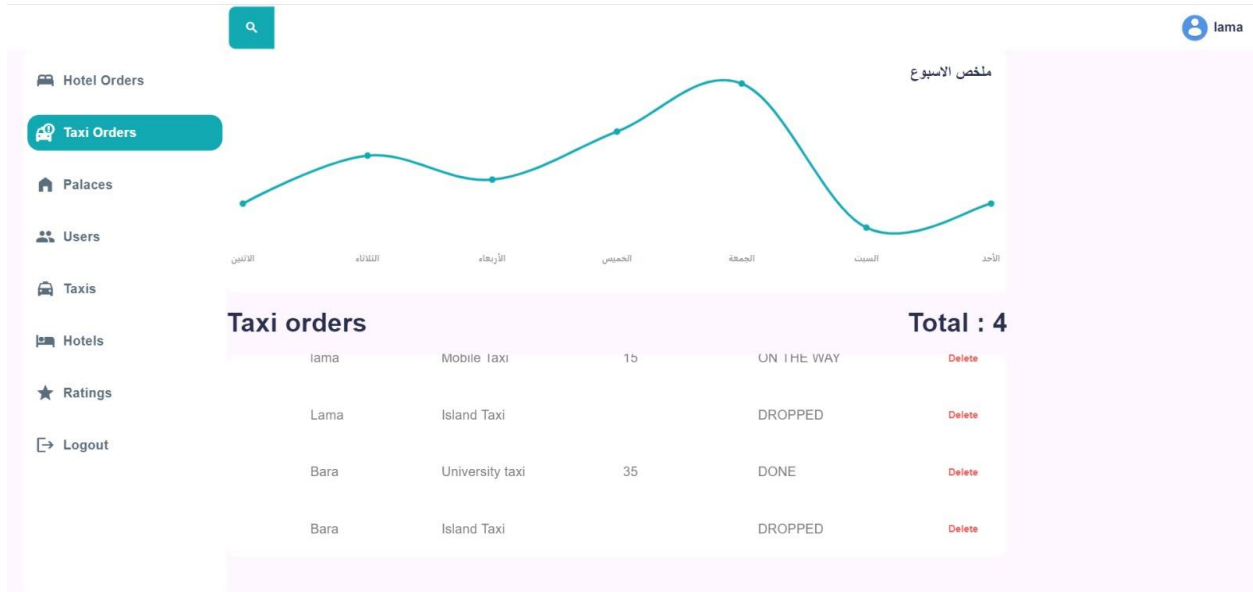 lama
Hotel Orders
Taxi Orders
Palaces
Users
Taxis
Hotels
Ratings
Logout
ملخص الاسبوع
الاثنين الثلاثاء الأربعاء الخميس الجمعة السبت الأحد
Taxi orders Total : 4
lama Mobile Taxi 15 ON THE WAY Delete
Lama Island Taxi DROPPED Delete
Bara University taxi 35 DONE Delete
Bara Island Taxi DROPPED Delete